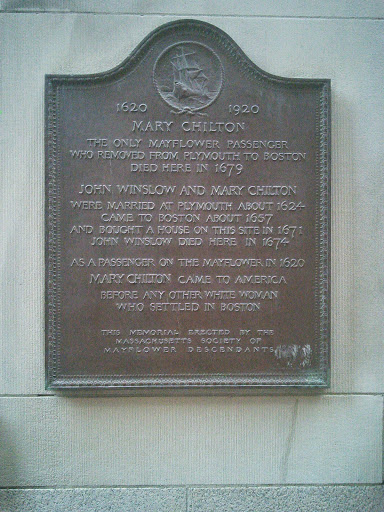 1620 1920
MARY CHILTON
THE ONLY MAYFLOWER PASSENGER
WHO REMOVED FROM PLYMOUTH TO BOSTON
DIED HERE IN 1679
JOHN WINSLOW AND MARY CHILTON
WERE MARRIED AT PLYMOUTH ABOUT 1624
CAME TO BOSTON ABOUT 1657
AND BOUGHT A HOUSE ON THIS SITE IN 1671
JOHN WINSLOW DIED HERE IN 1674
AS A PASSENGER ON THE MAYFLOWER IN 1620
MARY CHILTON CAME TO AMERICA
BEFORE ANY OTHER WHITE WOMAN
WHO SETTLED IN BOSTON
THIS MEMORIAL ERECTED BY THE
MASSACHUSETTS SOCIETY OF
MAYFLOWER DESCENDANTS